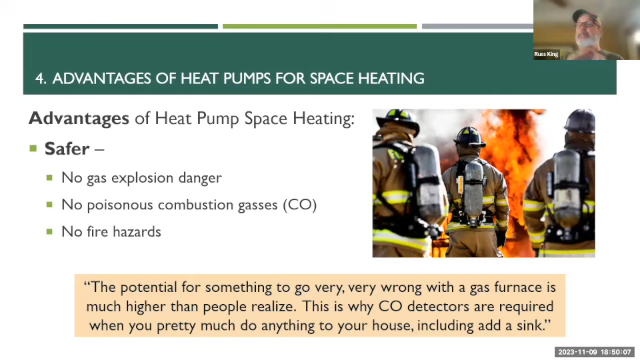 Russ King
4. ADVANTAGES OF HEAT PUMPS FOR SPACE HEATING
Advantages of Heat Pump Space Heating:
Safer –
No gas explosion danger
No poisonous combustion gasses (CO)
No fire hazards
“The potential for something to go very, very wrong with a gas furnace is
much higher than people realize. This is why CO detectors are required
when you pretty much do anything to your house, including add a sink.”
2023-11-09 18:50:07